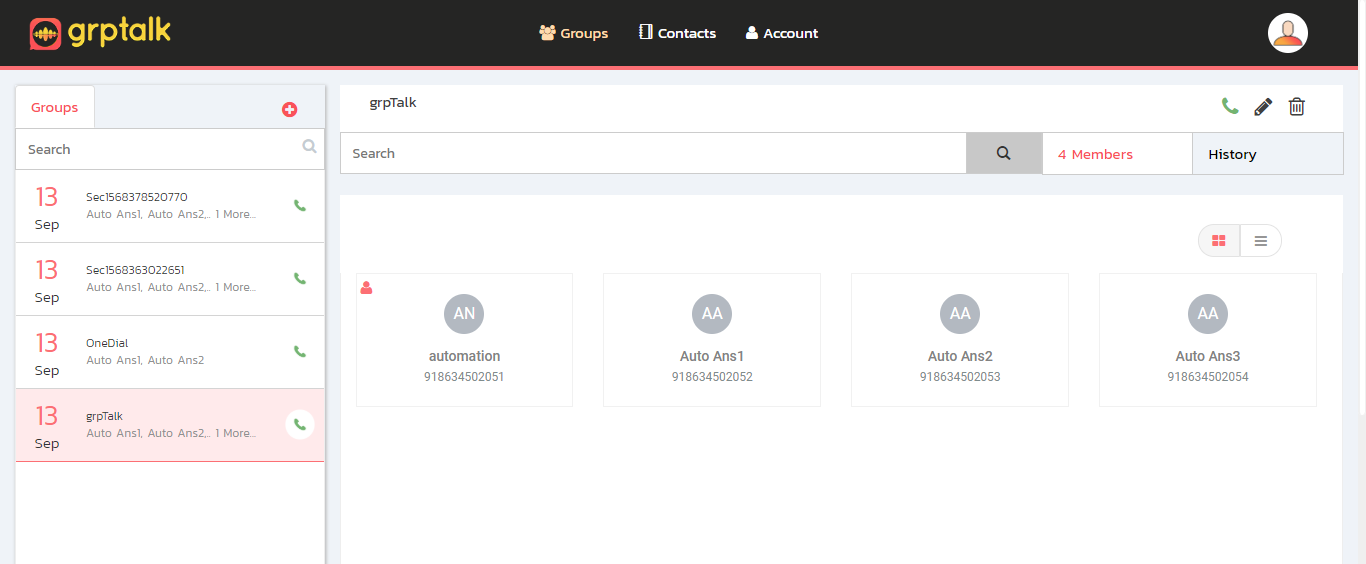 grptalk
Groups Contacts Account
Groups
Search
13
Sep
Sec1568378520770
Auto Ans1, Auto Ans2,.. 1 More...
13
Sep
Sec1568363022651
Auto Ans1, Auto Ans2,.. 1 More...
13
Sep
OneDial
Auto Ans1, Auto Ans2
13
Sep
grpTalk
Auto Ans1, Auto Ans2,.. 1 More...
grpTalk
Search
4 Members
History
AN
automation
918634502051
AA
Auto Ans1
918634502052
AA
Auto Ans2
918634502053
AA
Auto Ans3
918634502054